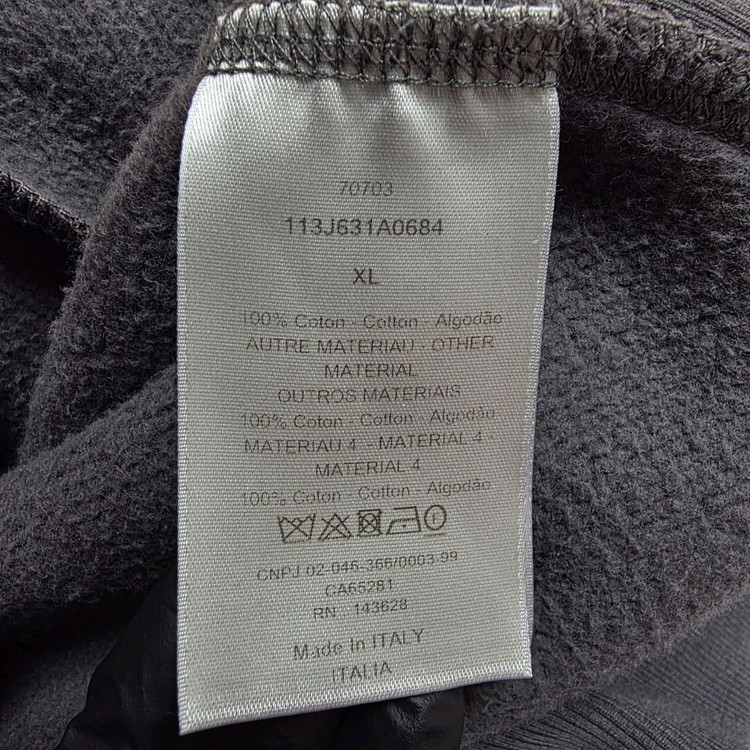 70703
113J631A0684
XL
100% Coton - Cotton - Algodão
AUTRE MATERIAU - OTHER
MATERIAL
OUTROS MATERIAIS
100% Coton - Cotton - Algodão
MATERIAU 4 - MATERIAL 4 -
MATERIAL 4
100% Coton - Cotton - Algodão
CNPJ 02-046-366/0003-99
CA65281
RN 143628
Made In ITALY
ITALIA